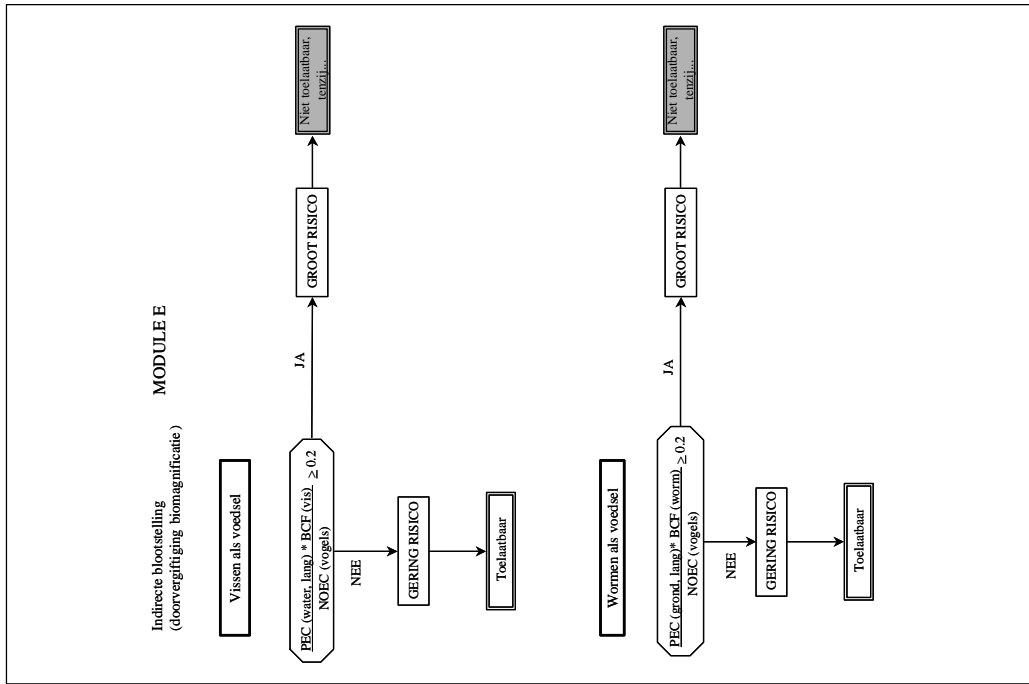 Indirecte blootstelling
(doorvergiftiging biomagnificatie)
MODULE E
Vissen als voedsel
PEC (water, lang) * BCF (vis) ≥ 0.2
NOEC (vogels)
JA
GROOT RISICO
Niet toelaatbaar,
tenzij...
NEE
GERING RISICO
Toelaatbaar
Wormen als voedsel
PEC (grond, lang)* BCF (worm) ≥ 0.2
NOEC (vogels)
JA
GROOT RISICO
Niet toelaatbaar,
tenzij...
NEE
GERING RISICO
Toelaatbaar